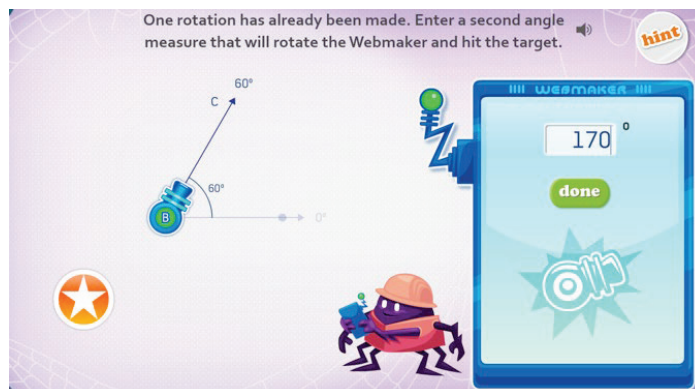 One rotation has already been made. Enter a second angle
measure that will rotate the Webmaker and hit the target.
hint
60°
C
60°
B
0°
WEBMAKER
170°
done